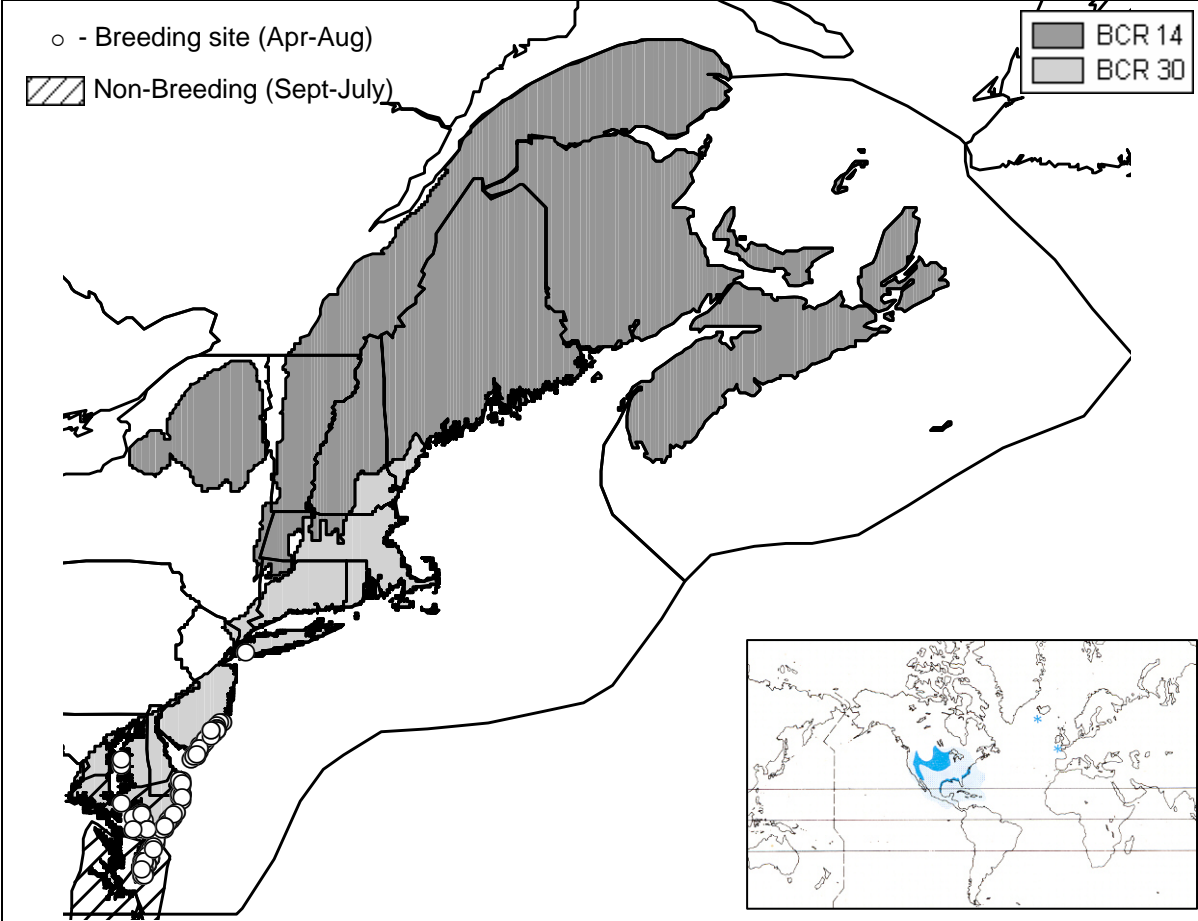 ○ - Breeding site (Apr-Aug)
Non-Breeding (Sept-July)
BCR 14
BCR 30